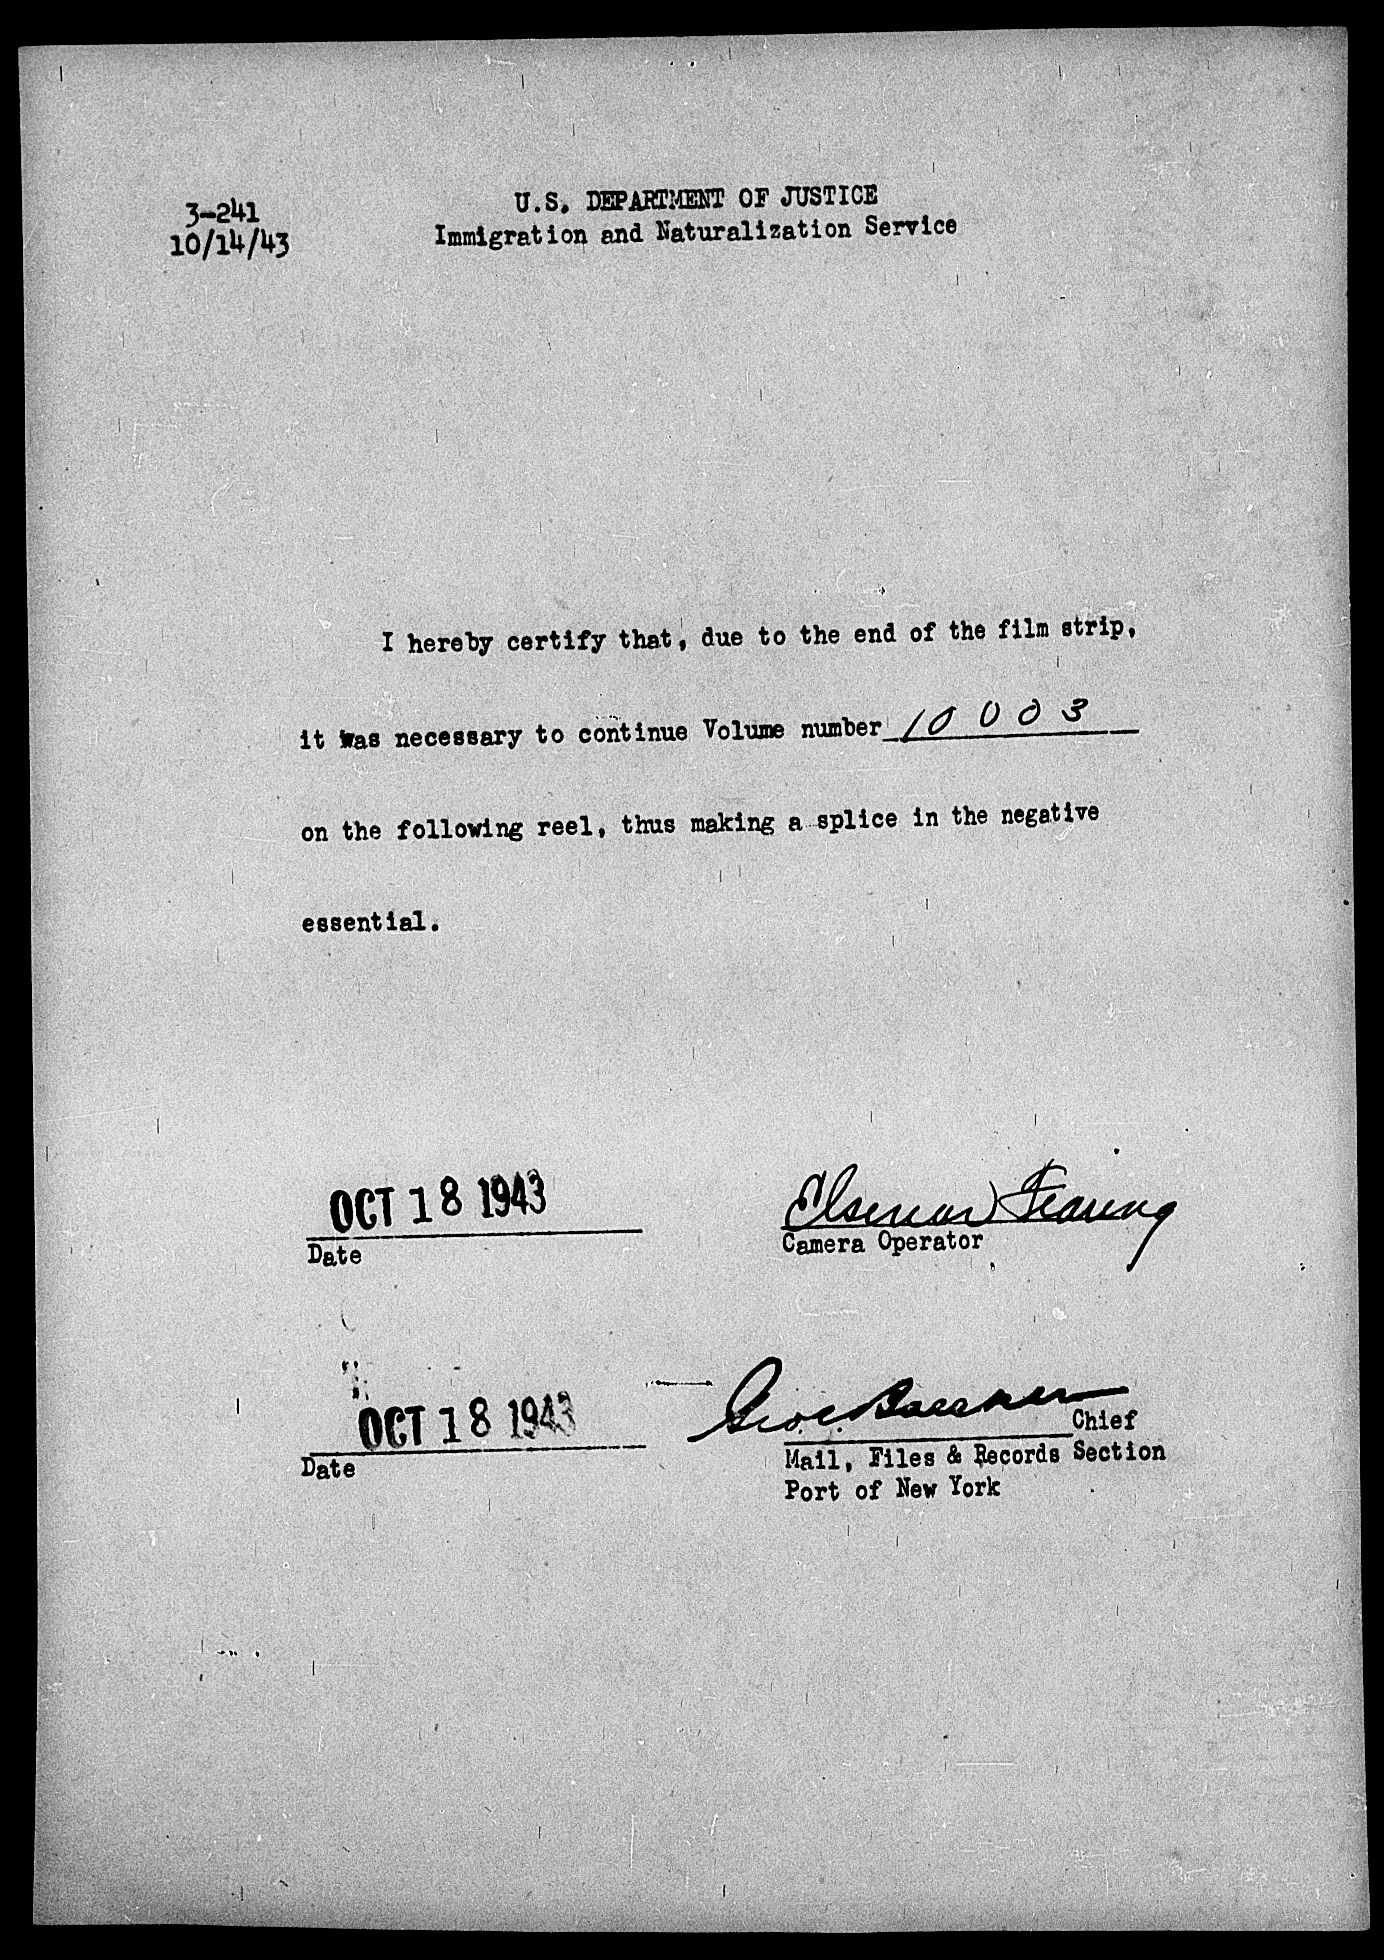 3-241
10/14/43
U.S. DEPARTMENT OF JUSTICE
Immigration and Naturalization Service
I hereby certify that, due to the end of the film strip,
it was necessary to continue Volume number 10003
on the following reel, thus making a splice in the negative
essential.
OCT 18 1943
Date
Camera Operator
OCT 18 1943
Date
Chief
Mail, Files & Records Section
Port of New York